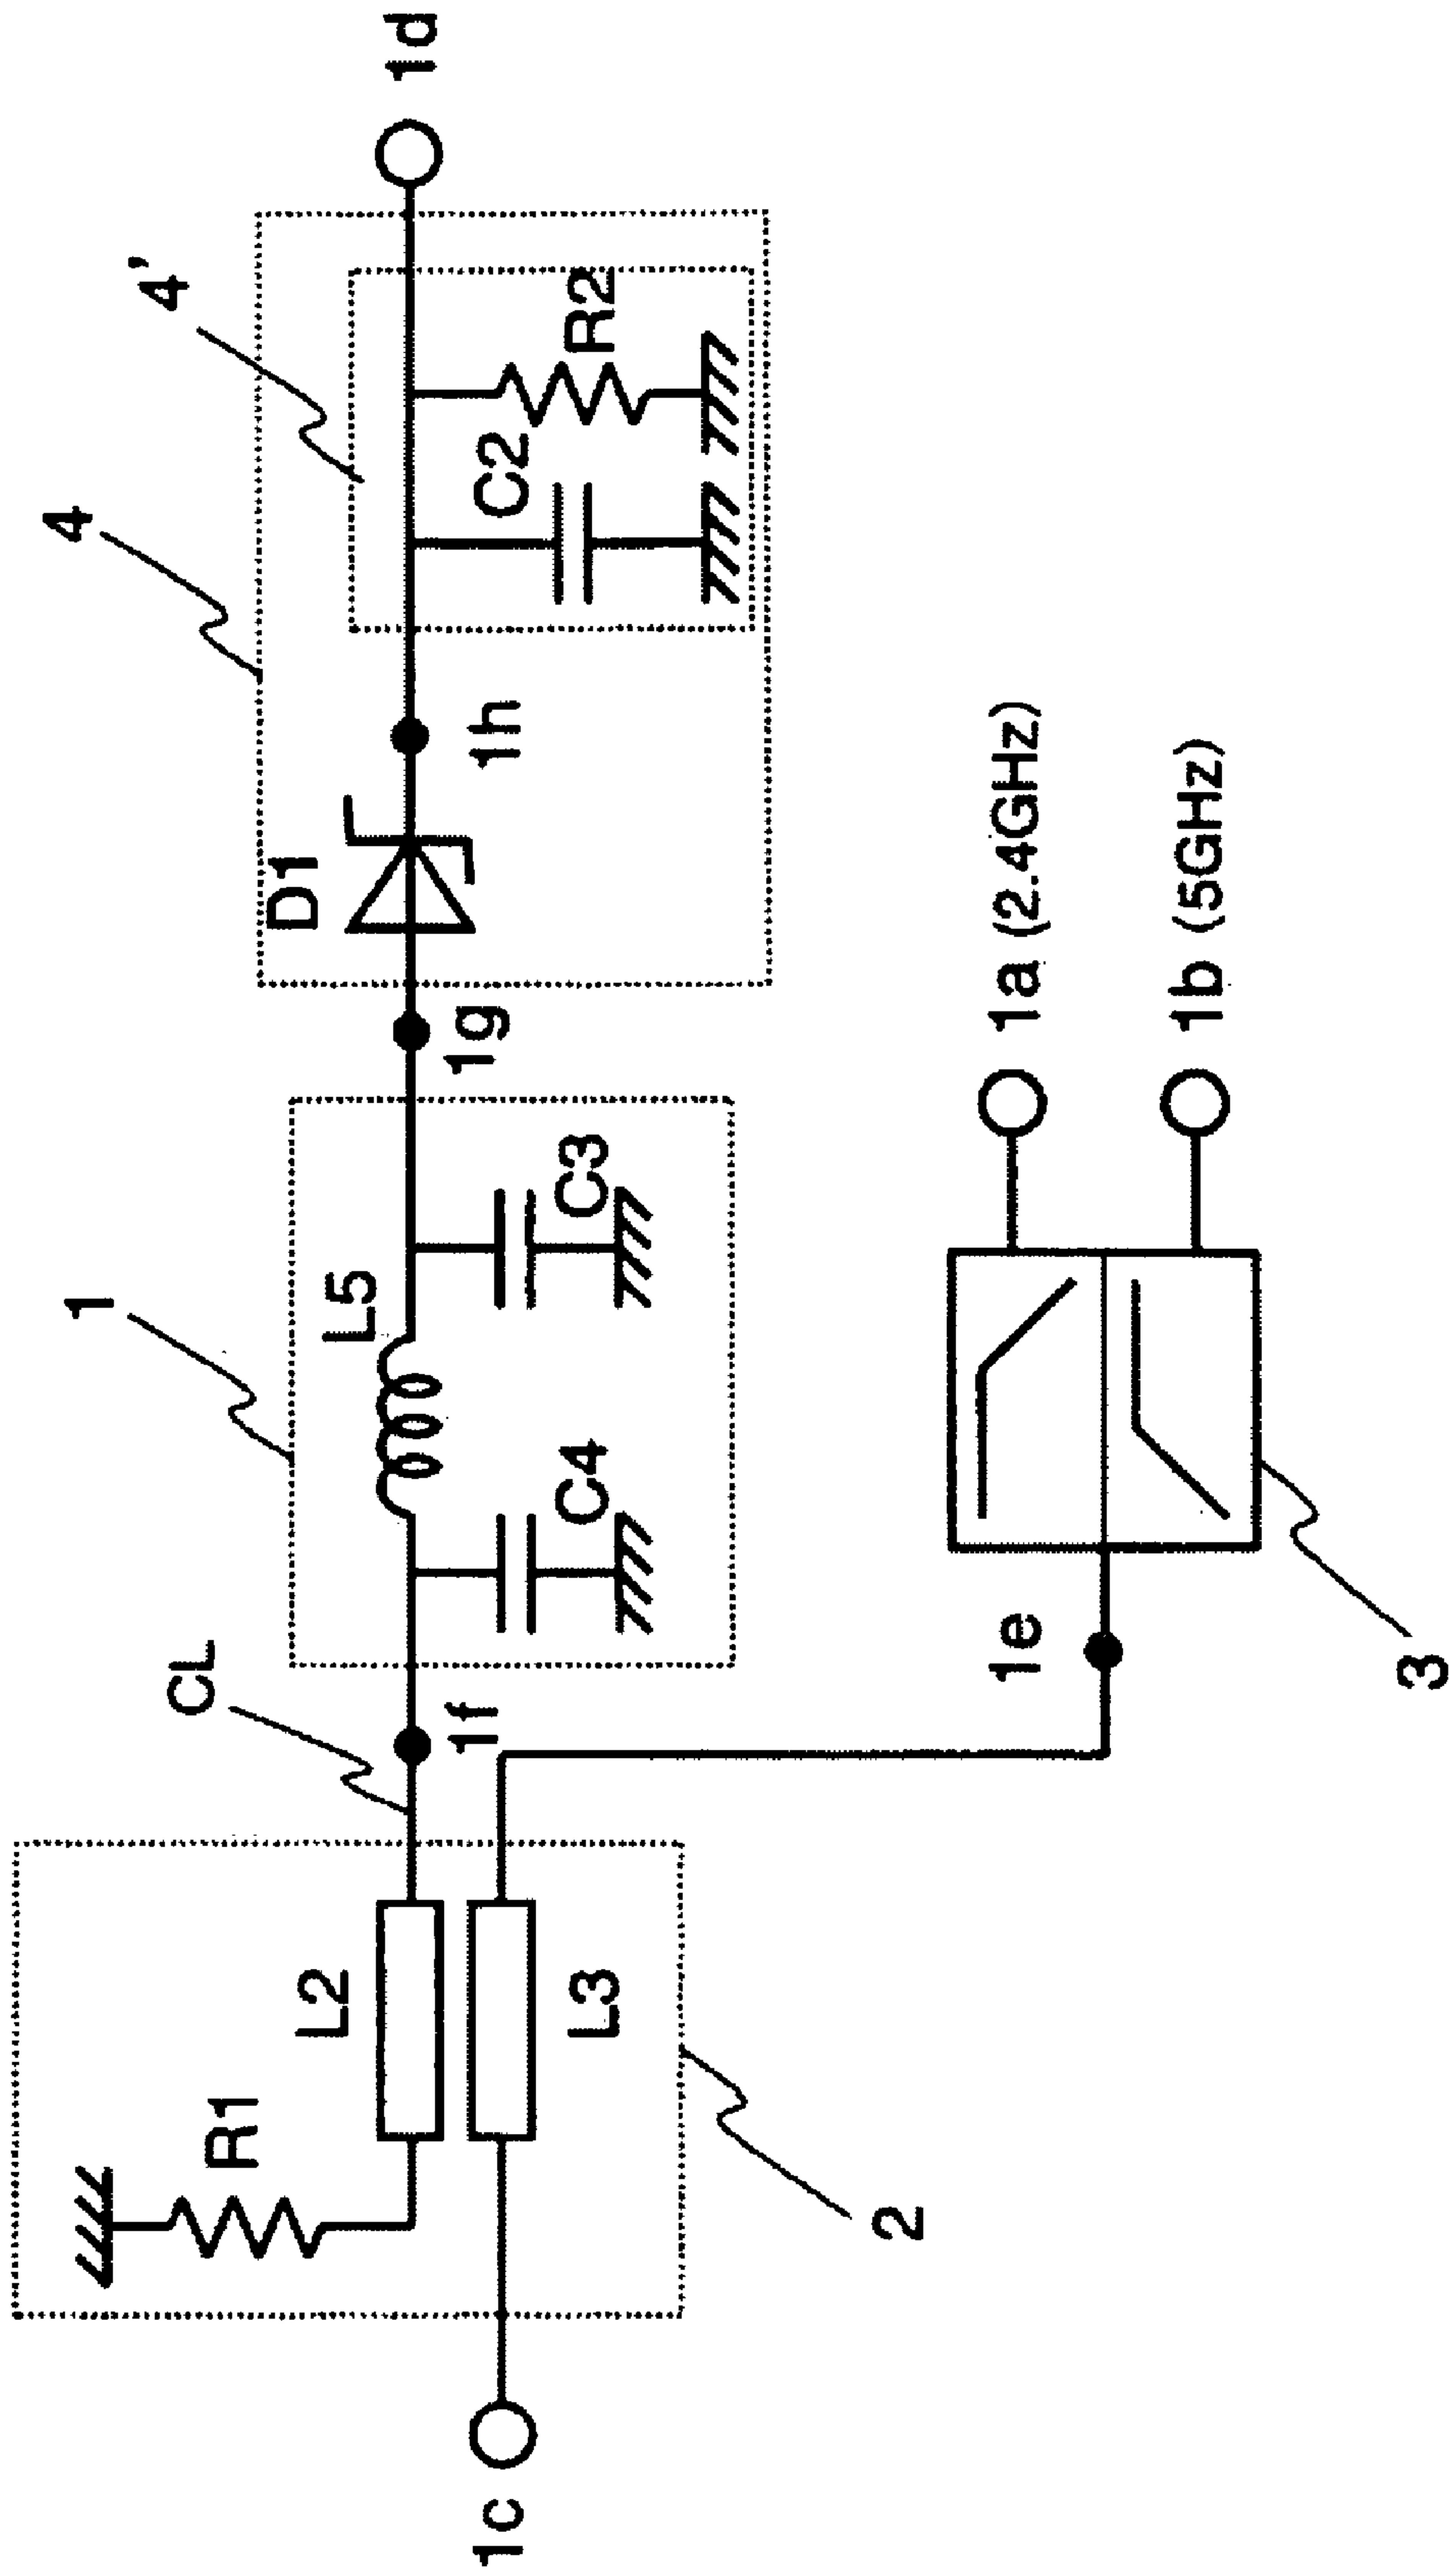 4
4'
1d
1
D1
C2
R2
CL
L5
1h
1g
C4
C3
R1
L2
1f
L3
1c
1e
1a (2.4GHz)
1b (5GHz)
2
3